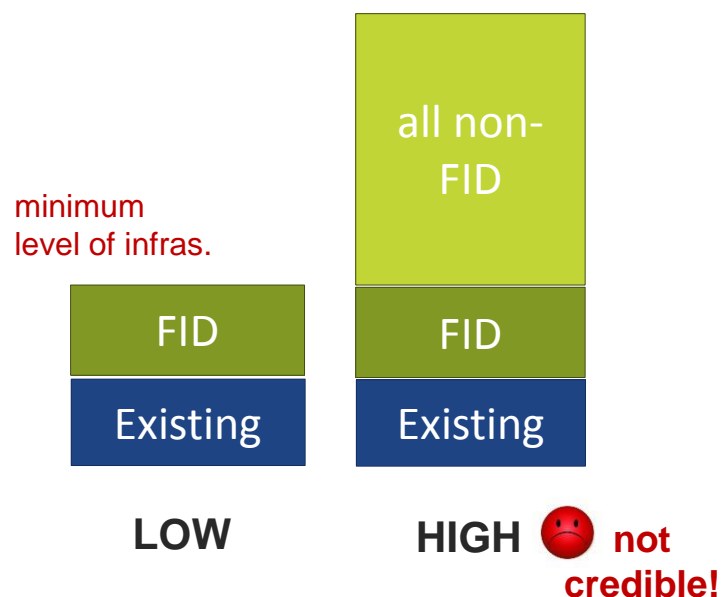 all non-
FID
minimum
level of infras.
FID
FID
Existing
Existing
LOW
HIGH
not
credible!